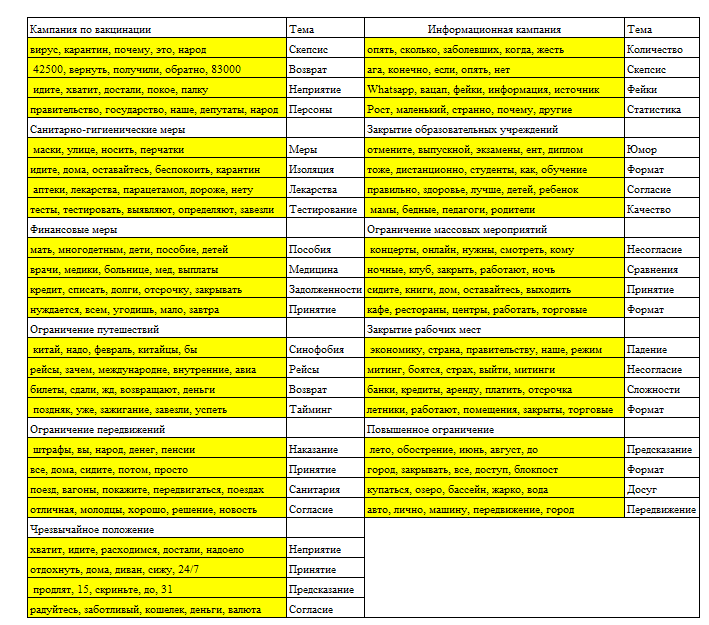 Кампания по вакцинации Тема Информационная кампания Тема
вирус, карантин, почему, это, народ Скепсис опять, сколько, заболевших, когда, жесть Количество
42500, вернуть, получили, обратно, 83000 Возврат ага, конечно, если, опять, нет Скепсис
идите, хватит, достали, покое, палку Неприятие Whatsapp, вацап, фейки, информация, источник Фейки
правительство, государство, наше, депутаты, народ Персоны Рост, маленький, странно, почему, другие Статистика
Санитарно-гигиенические меры Закрытие образовательных учреждений
маски, улице, носить, перчатки Меры отмените, выпускной, экзамены, ент, диплом Юмор
идите, дома, оставайтесь, беспокоить, карантин Изоляция тоже, дистанционно, студенты, как, обучение Формат
аптеки, лекарства, парацетамол, дороже, нету Лекарства правильно, здоровье, лучше, детей, ребенок Согласие
тесты, тестировать, выявляют, определяют, завезли Тестирование мамы, бедные, педагоги, родители Качество
Финансовые меры Ограничение массовых мероприятий
мать, многодетным, дети, пособие, детей Пособия концерты, онлайн, нужны, смотреть, кому Несогласие
врачи, медики, больнице, мед, выплаты Медицина ночные, клуб, закрыть, работают, ночь Сравнения
кредит, списать, долги, отсрочку, закрывать Задолженности сидите, книги, дом, оставайтесь, выходить Принятие
нуждается, всем, угодишь, мало, завтра Принятие кафе, рестораны, центры, работать, торговые Формат
Ограничение путешествий Закрытие рабочих мест
китай, надо, февраль, китайцы, бы Синофобия экономику, страна, правительству, наше, режим Падение
рейсы, зачем, международне, внутренние, авиа Рейсы митинг, боятся, страх, выйти, митинги Несогласие
билеты, сдали, жд, возвращают, деньги Возврат банки, кредиты, аренду, платить, отсрочка Сложности
поздняк, уже, зажигание, завезли, успеть Тайминг летники, работают, помещения, закрыты, торговые Формат
Ограничение передвижений Повышенное ограничение
штрафы, вы, народ, денег, пенсии Наказание лето, обострение, июнь, август, до Предсказание
все, дома, сидите, потом, просто Принятие город, закрывать, все, доступ, блокпост Формат
поезд, вагоны, покажите, передвигаться, поездах Санитария купаться, озеро, бассейн, жарко, вода Досуг
отличная, молодцы, хорошо, решение, новость Согласие авто, лично, машину, передвижение, город Передвижение
Чрезвычайное положение
хватит, идите, расходимся, достали, надоело Неприятие
отдохнуть, дома, диван, сижу, 24/7 Принятие
продлят, 15, скриньте, до, 31 Предсказание
радуйтесь, заботливый, кошелек, деньги, валюта Согласие